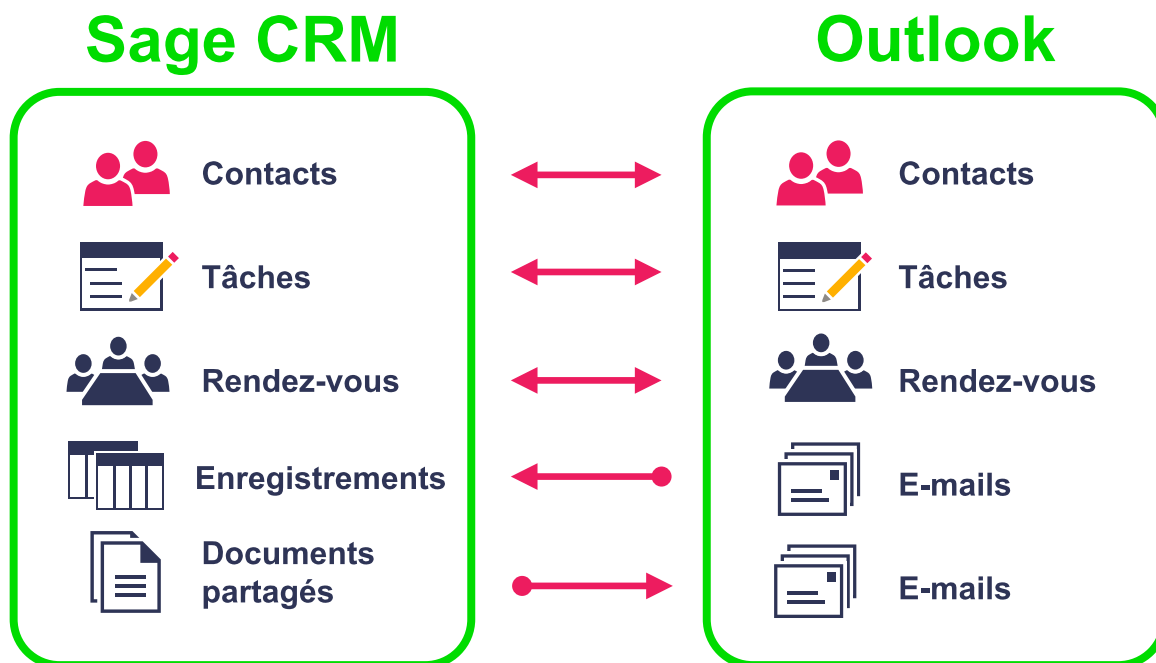 Sage CRM
Outlook
Contacts
Contacts
Tâches
Tâches
Rendez-vous
Rendez-vous
Enregistrements
E-mails
Documents
partagés
E-mails